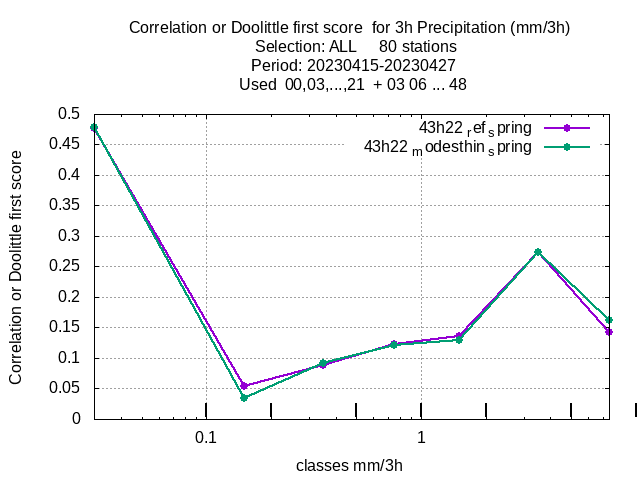 Correlation or Doolittle first score  for 3h Precipitation (mm/3h)
Selection: ALL     80 stations
Period: 20230415-20230427
Used  00,03,...,21  + 03 06 ... 48
43h22 ref spring
43h22 modesthin spring
0.5
0.45
0.4
0.35
0.3
0.25
0.2
0.15
0.1
0.05
0
Correlation or Doolittle first score
0.1
1
classes mm/3h